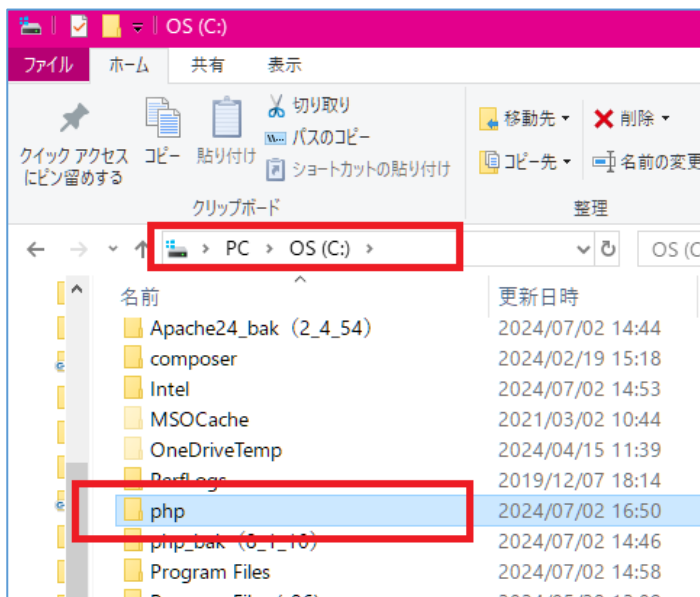 OS (C:)
ファイル ホーム 共有 表示
切り取り
パスのコピー
ショートカットの貼り付け
クイック アクセス
にピン留めする
コピー
貼り付け
クリップボード
移動先
削除
コピー先
名前の変更
整理
PC OS (C:)
OS (C
名前 更新日時
Apache24_bak（2_4_54） 2024/07/02 14:44
composer 2024/02/19 15:18
Intel 2024/07/02 14:53
MSOCache 2021/03/02 10:44
OneDriveTemp 2024/04/15 11:39
PerfLogs 2019/12/07 18:14
php 2024/07/02 16:50
php_bak（8_1_10） 2024/07/02 14:46
Program Files 2024/07/02 14:58